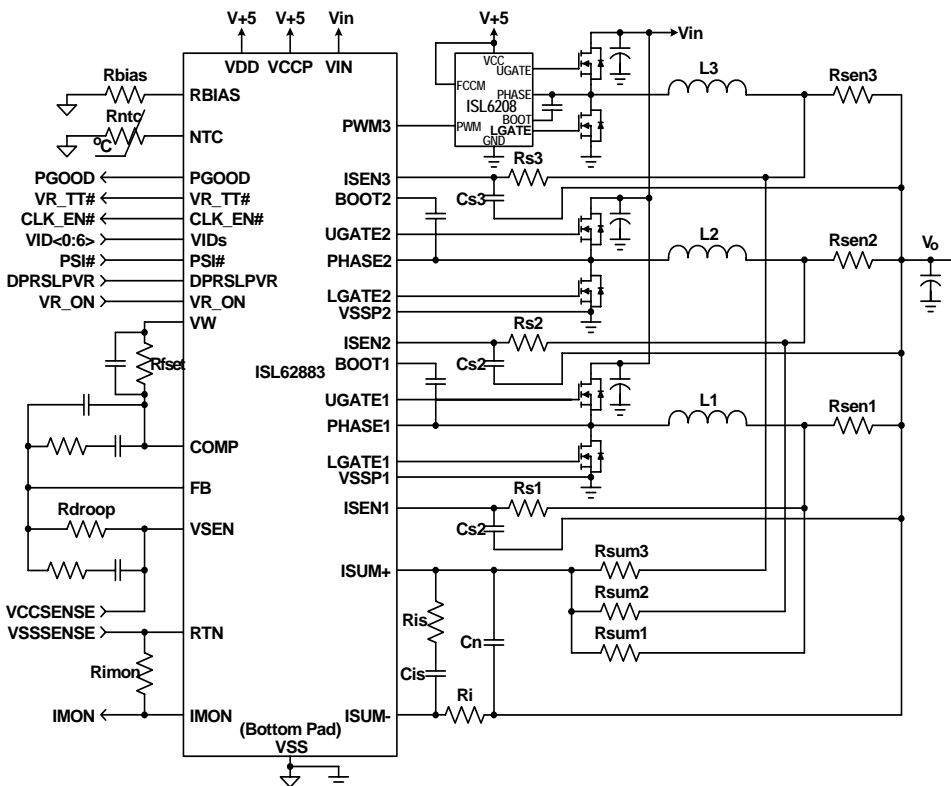 V+5 V+5 Vin
VDD VCCP VIN
Rbias
RBIAS
Rntc
°C
NTC
PGOOD PGOOD
VR_TT# VR_TT#
CLK_EN# CLK_EN#
VID<0:6> VIDs
PSI# PSI#
DPRSLPVR DPRSLPVR
VR_ON VR_ON
VW
Rfset
ISL62883
COMP
FB
Rdroop
VSEN
VCCSENSE
VSSSENSE RTN
Rimon
IMON IMON
(Bottom Pad)
VSS
V+5
Vin
VCC
UGATE
FCCM
PHASE
ISL6208
BOOT
PWM3 PWM LGATE
GND
L3 Rsen3
ISEN3 Rs3
Cs3
BOOT2
UGATE2
PHASE2
L2 Rsen2
Vo
LGATE2
VSSP2
ISEN2 Rs2
Cs2
BOOT1
UGATE1
PHASE1
L1 Rsen1
LGATE1
VSSP1
ISEN1 Rs1
Cs2
ISUM+
Rsum3
Rsum2
Rsum1
Ris
Cn
Cis
Ri
ISUM-